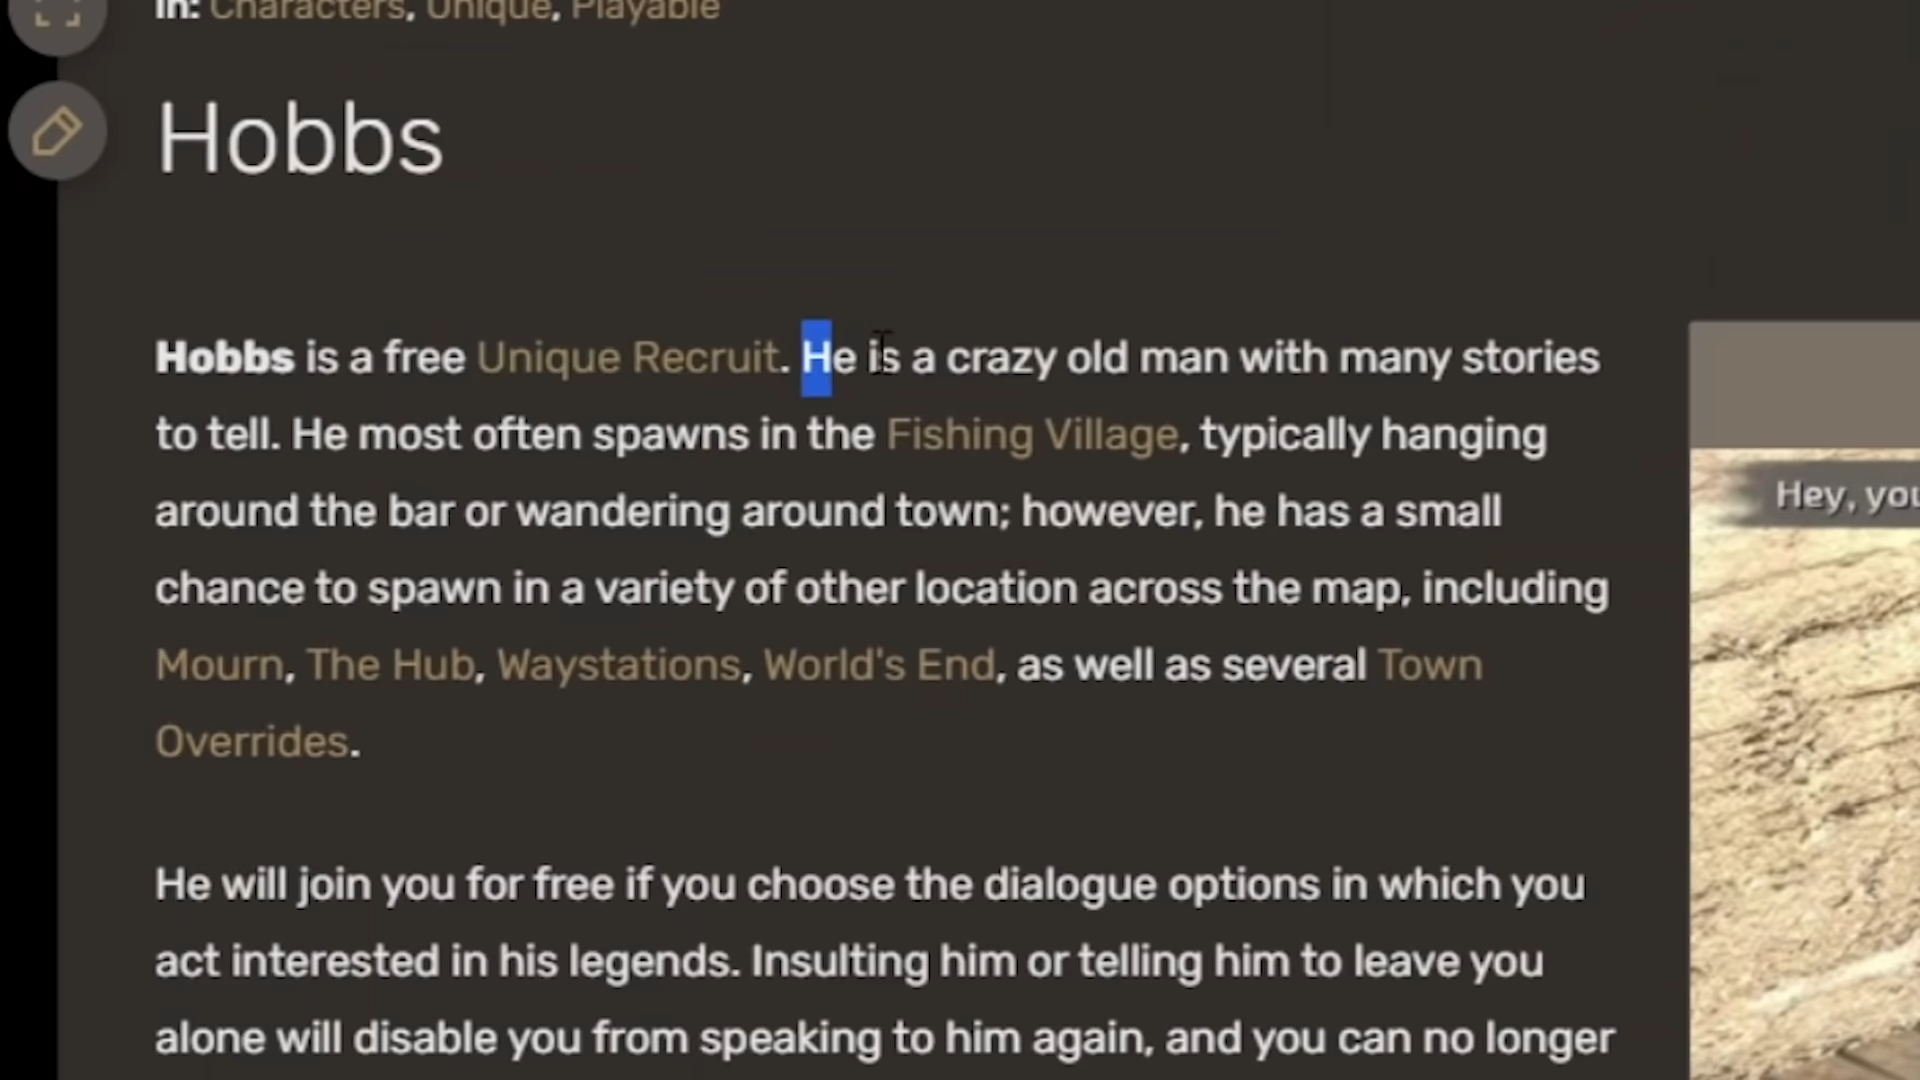 in: Characters, Unique, Playable
Hobbs
Hobbs is a free Unique Recruit. He is a crazy old man with many stories
to tell. He most often spawns in the Fishing Village, typically hanging
around the bar or wandering around town; however, he has a small
chance to spawn in a variety of other location across the map, including
Mourn, The Hub, Waystations, World's End, as well as several Town
Overrides.
He will join you for free if you choose the dialogue options in which you
act interested in his legends. Insulting him or telling him to leave you
alone will disable you from speaking to him again, and you can no longer
Hey, you